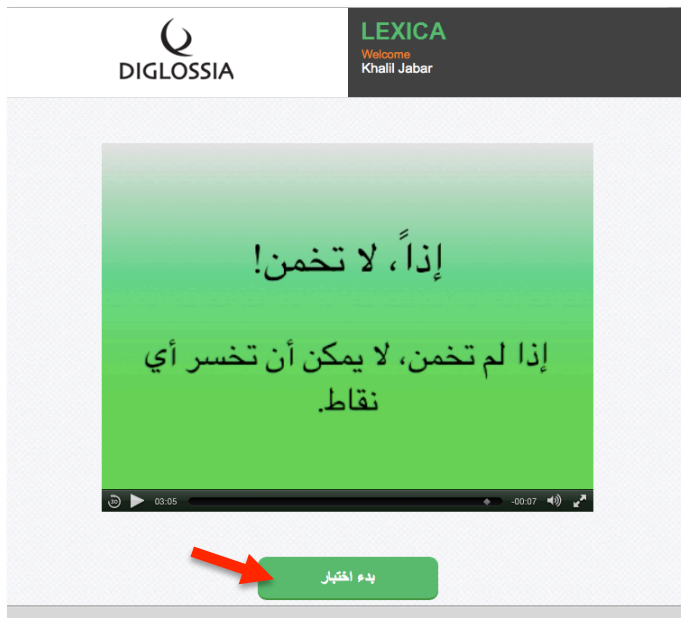 DIGLOSSIA
LEXICA
Welcome
Khalil Jabar
إذاً، لا تخمن!
إذا لم تخمن، لا يمكن أن تخسر أي
نقاط.
30
03:05
-00:07
بدء اختبار